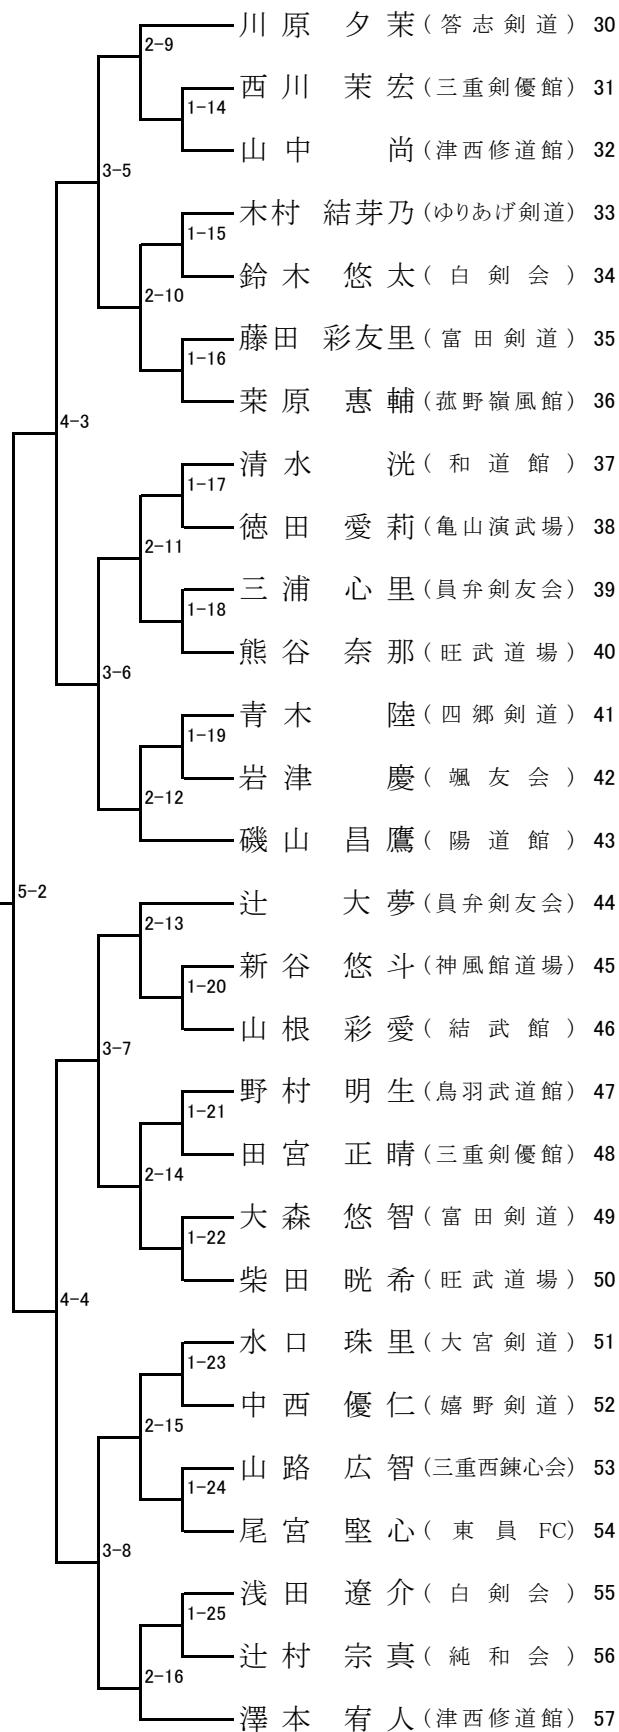 川原 夕茉 (答志剣道) 30
2-9
西川 茉宏 (三重剣優館) 31
1-14
山中 尚 (津西修道館) 32
3-5
木村 結芽乃 (ゆりあげ剣道) 33
1-15
鈴木 悠太 (白剣会) 34
2-10
藤田 彩友里 (富田剣道) 35
1-16
桒原 惠輔 (菰野嶺風館) 36
4-3
清水 洸 (和道館) 37
1-17
徳田 愛莉 (亀山演武場) 38
2-11
三浦 心里 (員弁剣友会) 39
1-18
熊谷 奈那 (旺武道場) 40
3-6
青木 陸 (四郷剣道) 41
1-19
岩津 慶 (颯友会) 42
2-12
磯山 昌鷹 (陽道館) 43
5-2
辻 大夢 (員弁剣友会) 44
2-13
新谷 悠斗 (神風館道場) 45
1-20
山根 彩愛 (結武館) 46
3-7
野村 明生 (鳥羽武道館) 47
1-21
田宮 正晴 (三重剣優館) 48
2-14
大森 悠智 (富田剣道) 49
1-22
柴田 晄希 (旺武道場) 50
4-4
水口 珠里 (大宮剣道) 51
1-23
中西 優仁 (嬉野剣道) 52
2-15
山路 広智 (三重西錬心会) 53
1-24
尾宮 堅心 (東員FC) 54
3-8
浅田 遼介 (白剣会) 55
1-25
辻村 宗真 (純和会) 56
2-16
澤本 宥人 (津西修道館) 57